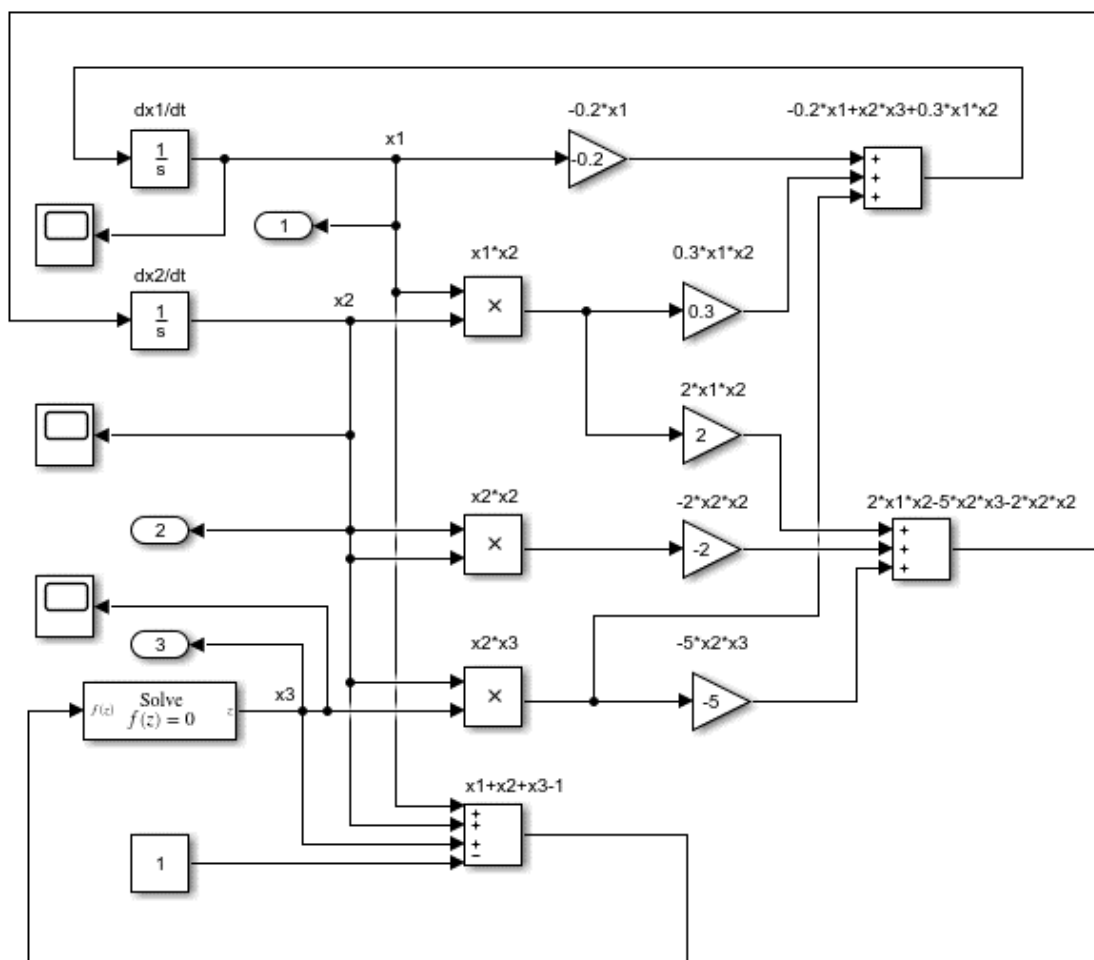 dx1/dt
-0.2*x1
-0.2*x1+x2*x3+0.3*x1*x2
x1
1
s
-0.2
+
+
+
1
x1*x2
0.3*x1*x2
dx2/dt
x2
1
s
×
0.3
2*x1*x2
2
x2*x2
-2*x2*x2
2*x1*x2-5*x2*x3-2*x2*x2
2
×
-2
+
+
+
3
x2*x3
-5*x2*x3
x3
f(z) Solve z
f(z) = 0
×
-5
x1+x2+x3-1
+
+
+
−
1